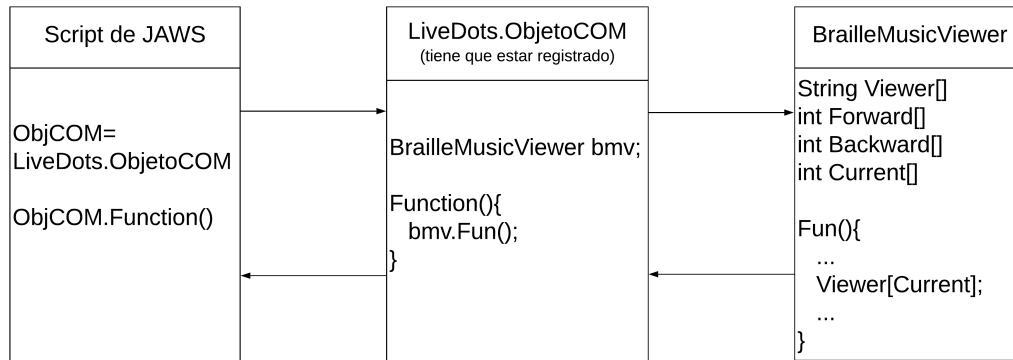 Script de JAWS
ObjCOM=
LiveDots.ObjetoCOM
ObjCOM.Function()
LiveDots.ObjetoCOM
(tiene que estar registrado)
BrailleMusicViewer bmv;
Function(){
bmv.Fun();
}
BrailleMusicViewer
String Viewer[]
int Forward[]
int Backward[]
int Current[]
Fun(){
...
Viewer[Current];
...
}